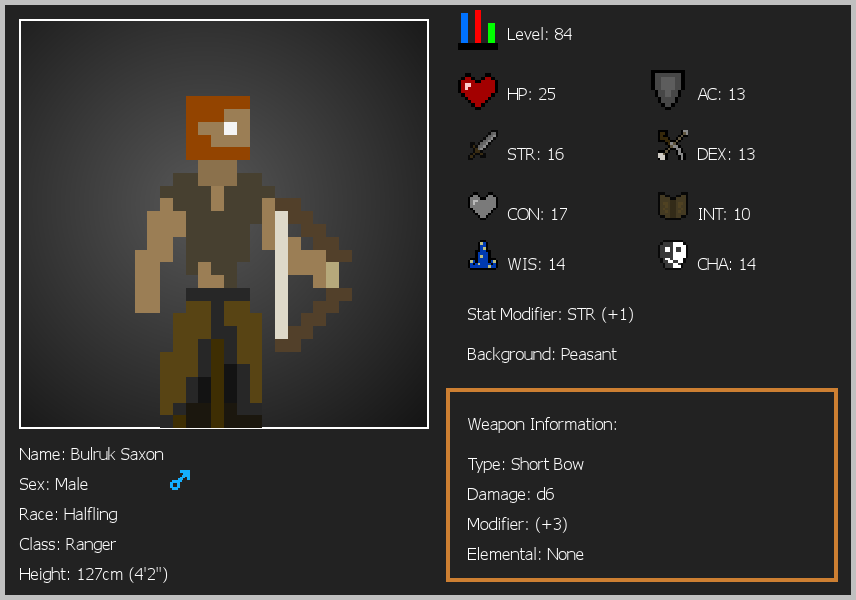 Level: 84
HP: 25
AC: 13
STR: 16
DEX: 13
CON: 17
INT: 10
WIS: 14
CHA: 14
Stat Modifier: STR (+1)
Background: Peasant
Weapon Information:
Type: Short Bow
Damage: d6
Modifier: (+3)
Elemental: None
Name: Bulruk Saxon
Sex: Male
Race: Halfling
Class: Ranger
Height: 127cm (4'2")